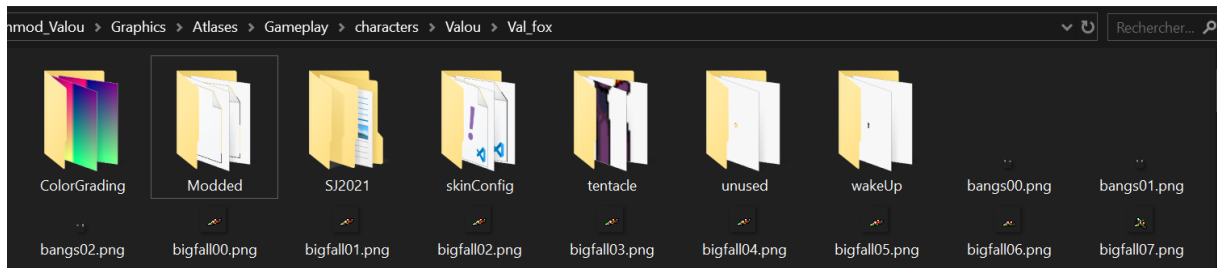 nmod_Valou > Graphics > Atlases > Gameplay > characters > Valou > Val_fox Rechercher...
ColorGrading Modded SJ2021 skinConfig tentacle unused wakeUp bangs00.png bangs01.png
bangs02.png bigfall00.png bigfall01.png bigfall02.png bigfall03.png bigfall04.png bigfall05.png bigfall06.png bigfall07.png